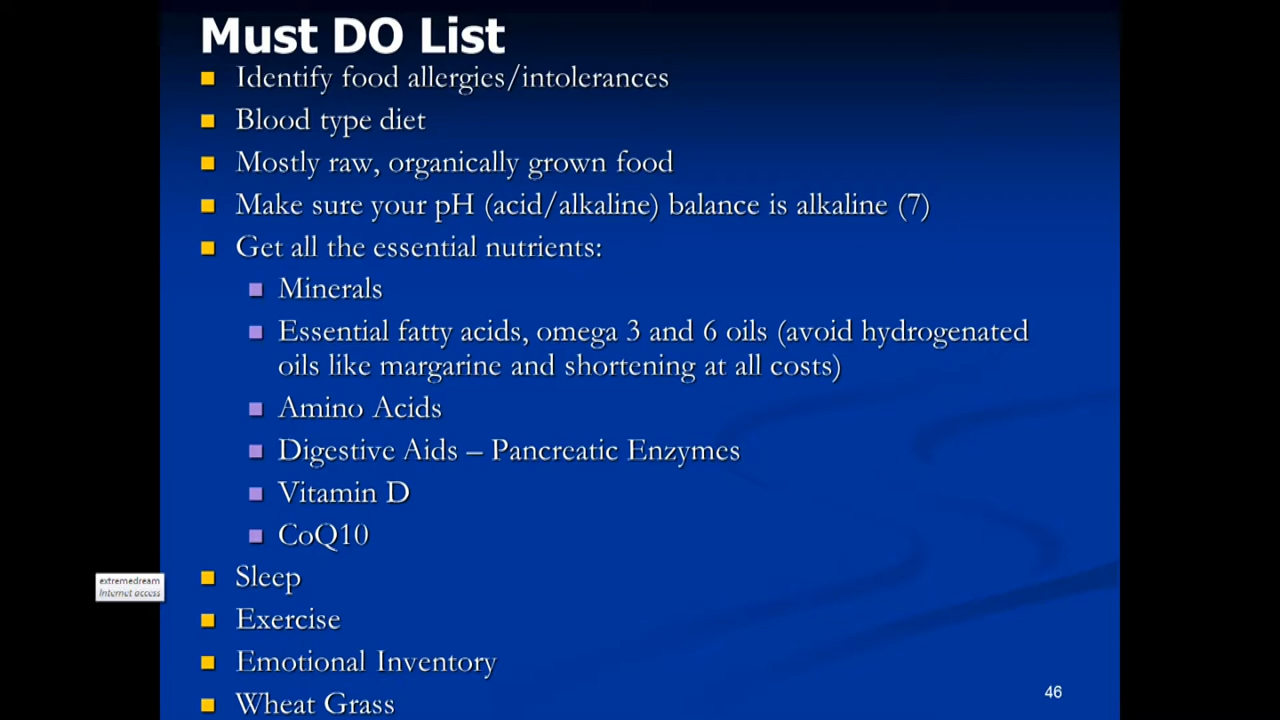 Must DO List
Identify food allergies/intolerances
Blood type diet
Mostly raw, organically grown food
Make sure your pH (acid/alkaline) balance is alkaline (7)
Get all the essential nutrients:
Minerals
Essential fatty acids, omega 3 and 6 oils (avoid hydrogenated
oils like margarine and shortening at all costs)
Amino Acids
Digestive Aids – Pancreatic Enzymes
Vitamin D
CoQ10
Sleep
extremedream
Internet access
Exercise
Emotional Inventory
Wheat Grass
46